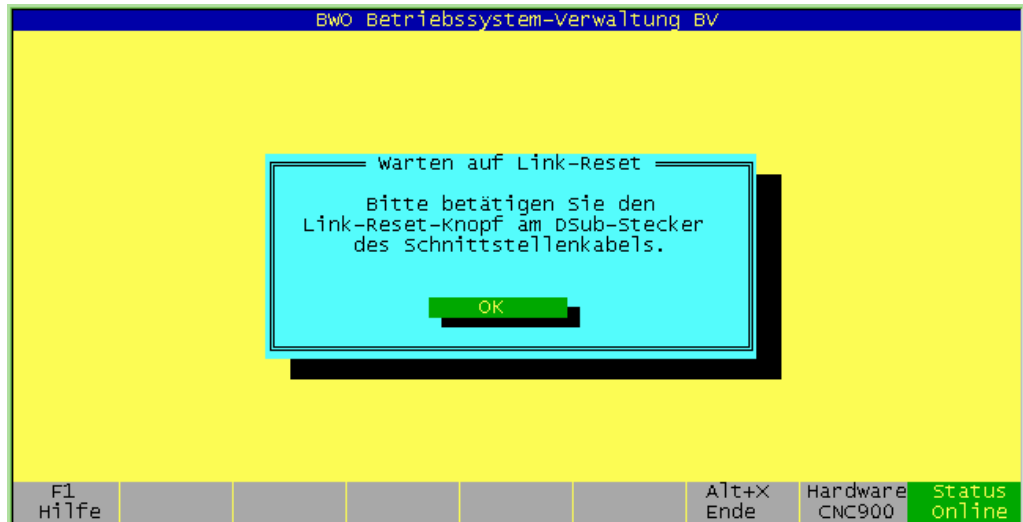 BWO Betriebssystem-Verwaltung BV
Warten auf Link-Reset
Bitte betätigen Sie den
Link-Reset-Knopf am DSub-Stecker
des Schnittstellenkabels.
OK
F1
Hilfe
Alt+X
Ende
Hardware
CNC900
Status
Online